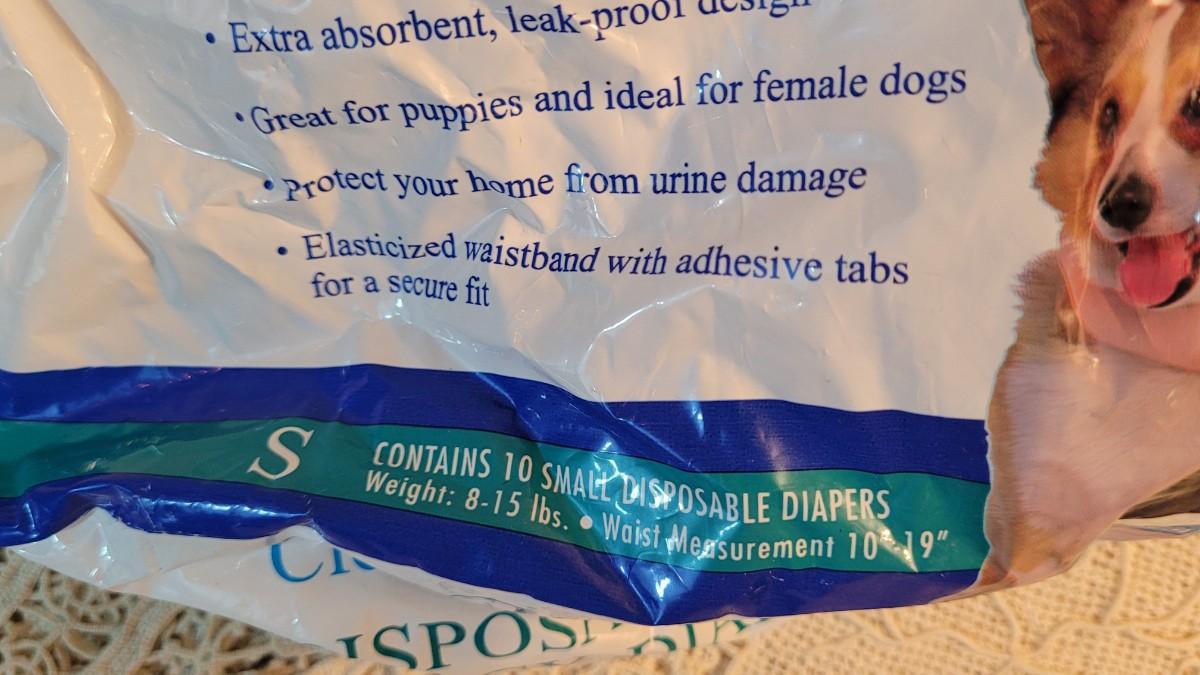 • Extra absorbent, leak-proof design
• Great for puppies and ideal for female dogs
• Protect your home from urine damage
• Elasticized waistband with adhesive tabs
for a secure fit
S
CONTAINS 10 SMALL DISPOSABLE DIAPERS
Weight: 8-15 lbs. • Waist Measurement 10"-19"